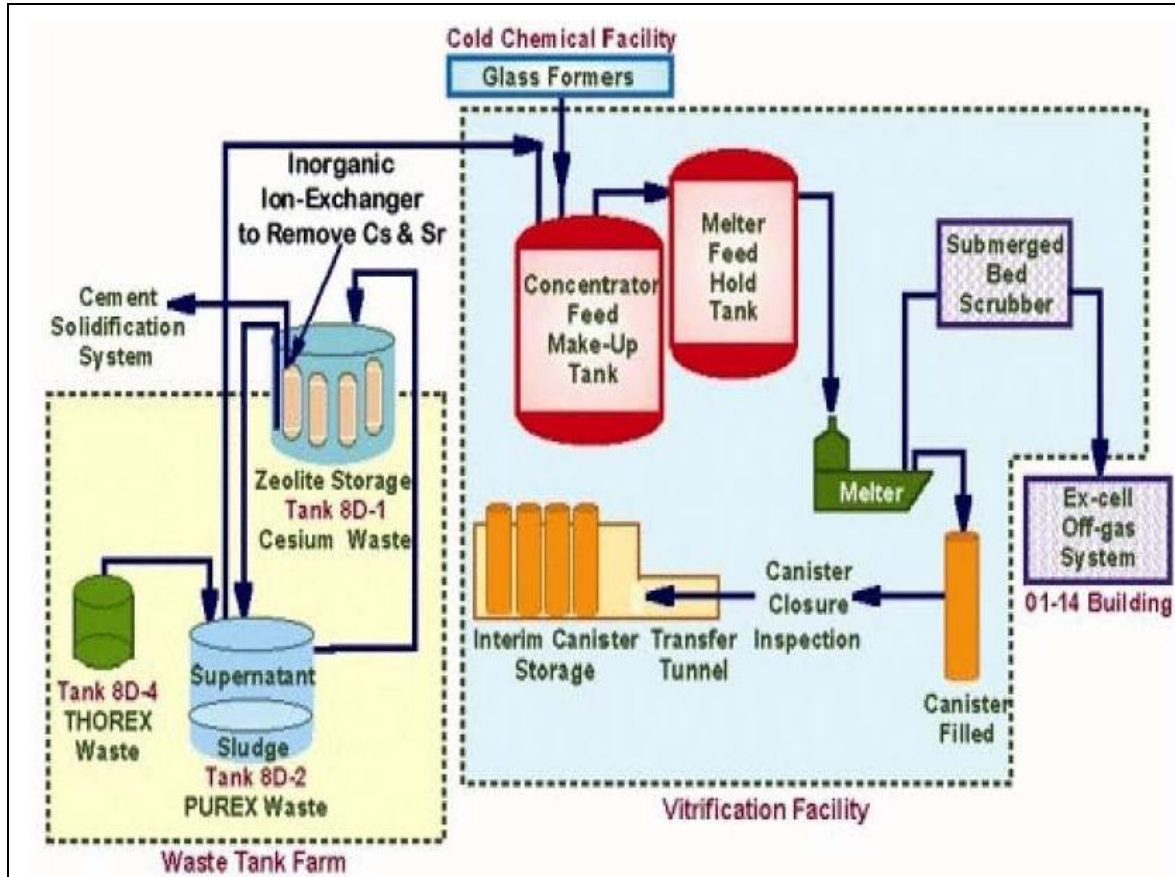 Cold Chemical Facility
Glass Formers
Inorganic
Ion-Exchanger
to Remove Cs & Sr
Cement
Solidification
System
Zeolite Storage
Tank 8D-1
Cesium Waste
Tank 8D-4
THOREX
Waste
Supernatant
Sludge
Tank 8D-2
PUREX Waste
Waste Tank Farm
Concentrator
Feed
Make-Up
Tank
Melter
Feed
Hold
Tank
Submerged
Bed
Scrubber
Melter
Ex-cell
Off-gas
System
01-14 Building
Canister
Closure
Inspection
Interim Canister
Storage
Transfer
Tunnel
Canister
Filled
Vitrification Facility